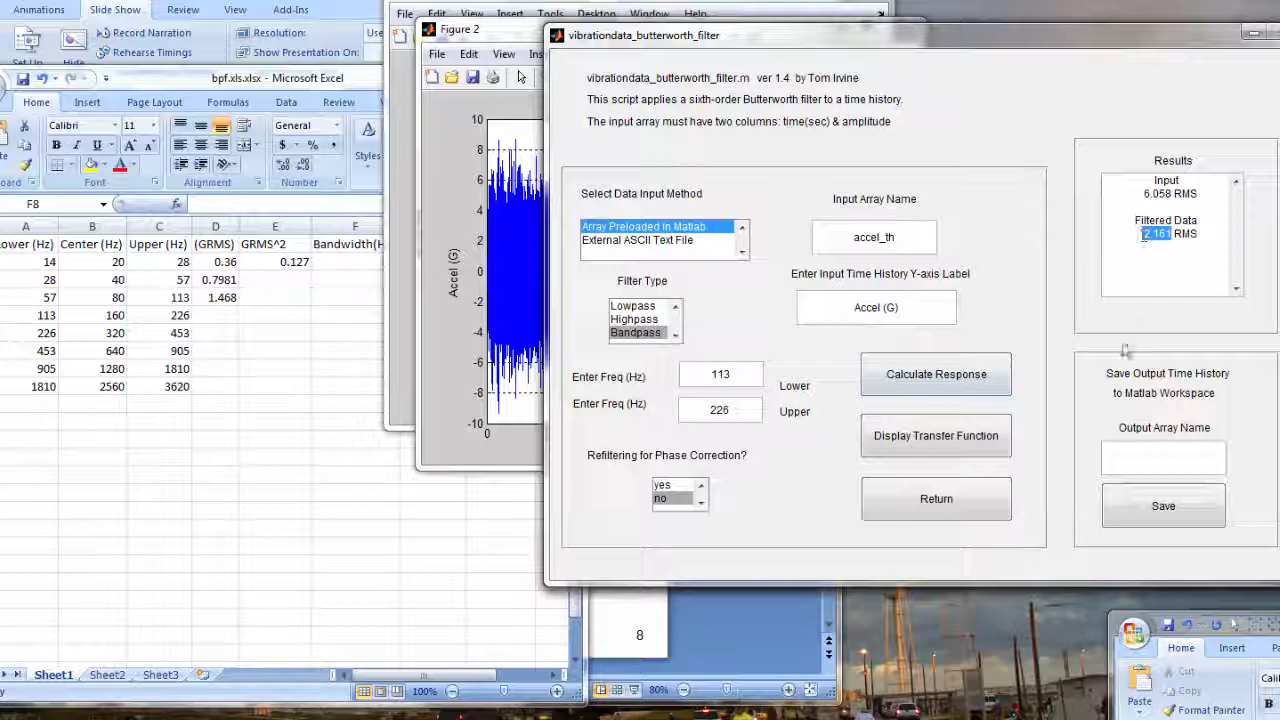 Animations
Slide Show
Review
View
Add-Ins
Record Narration
Rehearse Timings
Set Up
Hide
Resolution:
Use
Show Presentation On:
bpf.xls.xlsx - Microsoft Excel
Home
Insert
Page Layout
Formulas
Data
Review
Calibri
11
General
Font
Alignment
Styles
F8
A
B
C
D
E
F
Center (Hz)
Upper (Hz)
(GRMS)
GRMS^2
14 20 28 0.36 0.127
28 40 57 0.7981
57 80 113 1.468
113 160 226
226 320 453
453 640 905
905 1280 1810
1810 2560 3620
Sheet1
Sheet2
Sheet3
100%
File Edit View Insert Tools Desktop Window Help
Figure 2
File Edit View
Accel (G)
10
8
6
4
2
0
-2
-4
-6
-8
-10
0
8
80%
vibrationdata_butterworth_filter
vibrationdata_butterworth_filter.m ver 1.4 by Tom Irvine
This script applies a sixth-order Butterworth filter to a time history.
The input array must have two columns: time(sec) & amplitude
Select Data Input Method
Array Preloaded in Matlab
External ASCII Text File
Input Array Name
accel_th
Filter Type
Lowpass
Highpass
Bandpass
Enter Input Time History Y-axis Label
Accel (G)
Enter Freq (Hz)
113
Lower
Enter Freq (Hz)
226
Upper
Calculate Response
Display Transfer Function
Return
Refiltering for Phase Correction?
yes
no
Results
Input
6.058 RMS
Filtered Data
2.161 RMS
Save Output Time History
to Matlab Workspace
Output Array Name
Save
Home
Insert
Paste
Cut
Copy
Format Painter